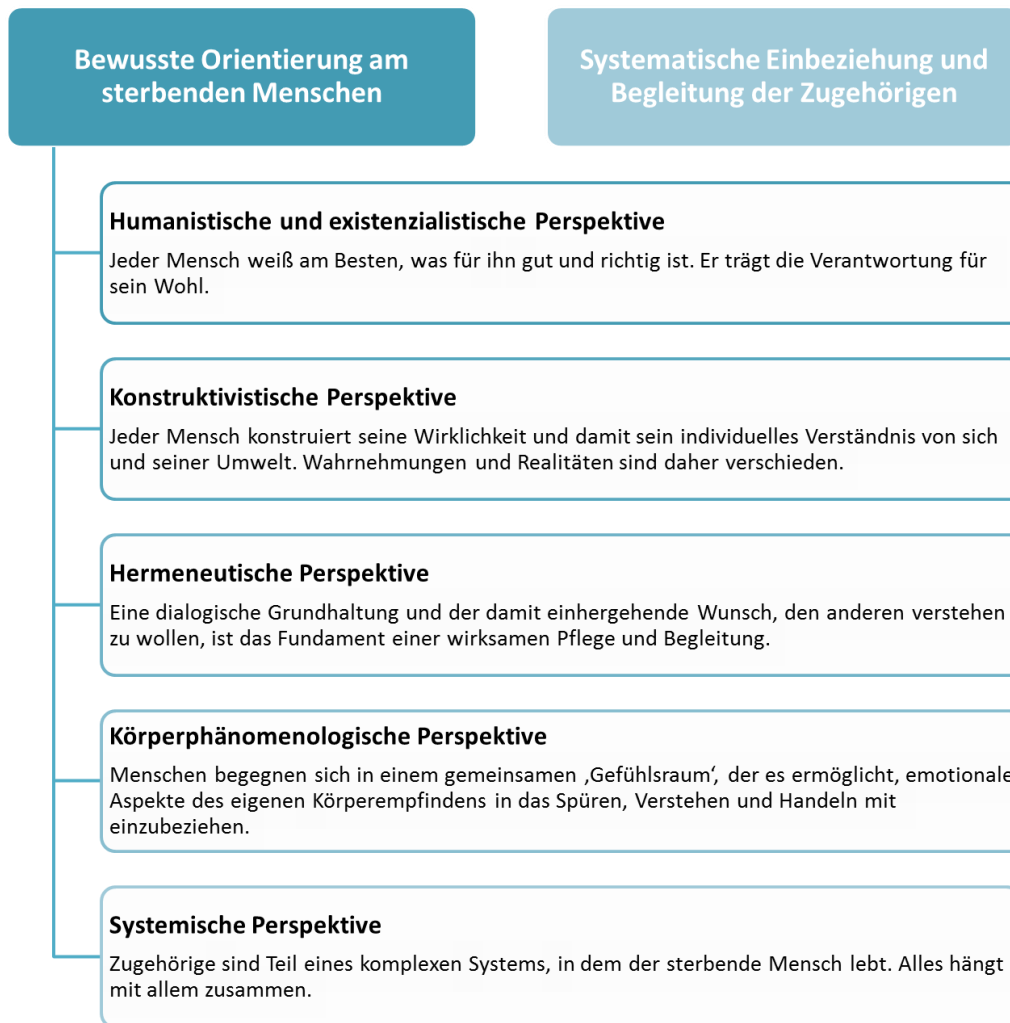 Bewusste Orientierung am
sterbenden Menschen
Systematische Einbeziehung und
Begleitung der Zugehörigen
Humanistische und existenzialistische Perspektive
Jeder Mensch weiß am Besten, was für ihn gut und richtig ist. Er trägt die Verantwortung für
sein Wohl.
Konstruktivistische Perspektive
Jeder Mensch konstruiert seine Wirklichkeit und damit sein individuelles Verständnis von sich
und seiner Umwelt. Wahrnehmungen und Realitäten sind daher verschieden.
Hermeneutische Perspektive
Eine dialogische Grundhaltung und der damit einhergehende Wunsch, den anderen verstehen
zu wollen, ist das Fundament einer wirksamen Pflege und Begleitung.
Körperphänomenologische Perspektive
Menschen begegnen sich in einem gemeinsamen ‚Gefühlsraum‘, der es ermöglicht, emotionale
Aspekte des eigenen Körperempfindens in das Spüren, Verstehen und Handeln mit
einzubeziehen.
Systemische Perspektive
Zugehörige sind Teil eines komplexen Systems, in dem der sterbende Mensch lebt. Alles hängt
mit allem zusammen.